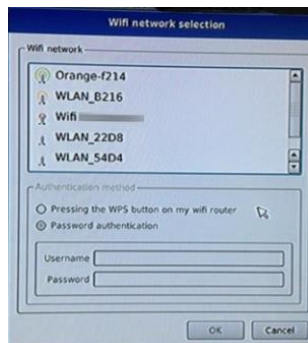 Wifi network selection
Wifi network
Orange-f214
WLAN_B216
Wifi
WLAN_22D8
WLAN_54D4
Authentication method
Pressing the WPS button on my wifi router
Password authentication
Username
Password
OK
Cancel